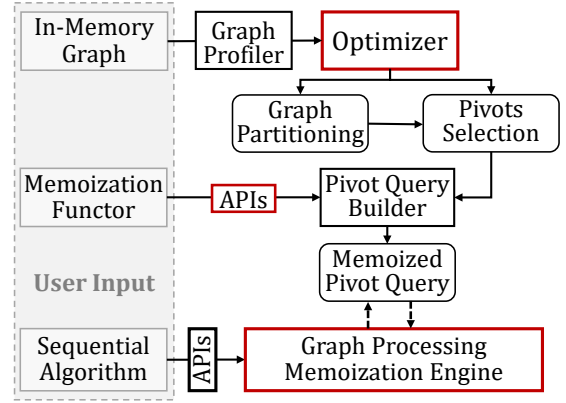 In-Memory
Graph
Graph
Profiler
Optimizer
Graph
Partitioning
Pivots
Selection
Memoization
Functor
APIs
Pivot Query
Builder
Memoized
Pivot Query
User Input
Sequential
Algorithm
APIs
Graph Processing
Memoization Engine